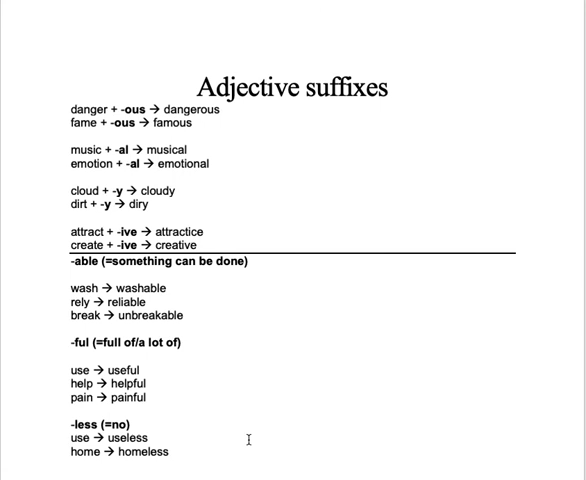 Adjective suffixes
danger + -ous → dangerous
fame + -ous → famous
music + -al → musical
emotion + -al → emotional
cloud + -y → cloudy
dirt + -y → diry
attract + -ive → attractice
create + -ive → creative
-able (=something can be done)
wash → washable
rely → reliable
break → unbreakable
-ful (=full of/a lot of)
use → useful
help → helpful
pain → painful
-less (=no)
use → useless
home → homeless